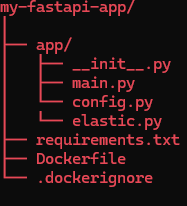 my-fastapi-app/
│
├── app/
│   ├── __init__.py
│   ├── main.py
│   ├── config.py
│   └── elastic.py
├── requirements.txt
├── Dockerfile
└── .dockerignore